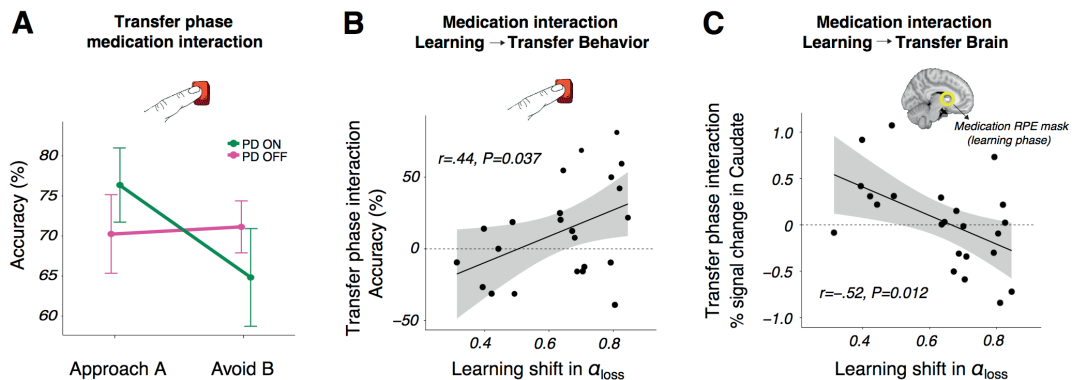 A
Transfer phase
medication interaction
Accuracy (%)
80
75
70
65
60
PD ON
PD OFF
Approach A
Avoid B
B
Medication interaction
Learning → Transfer Behavior
Transfer phase interaction
Accuracy (%)
r=.44, P=0.037
50
0
−50
0.4
0.6
0.8
Learning shift in αloss
C
Medication interaction
Learning → Transfer Brain
Medication RPE mask
(learning phase)
Transfer phase interaction
% signal change in Caudate
1.0
0.5
0
-0.5
-1.0
r=-.52, P=0.012
0.4
0.6
0.8
Learning shift in αloss